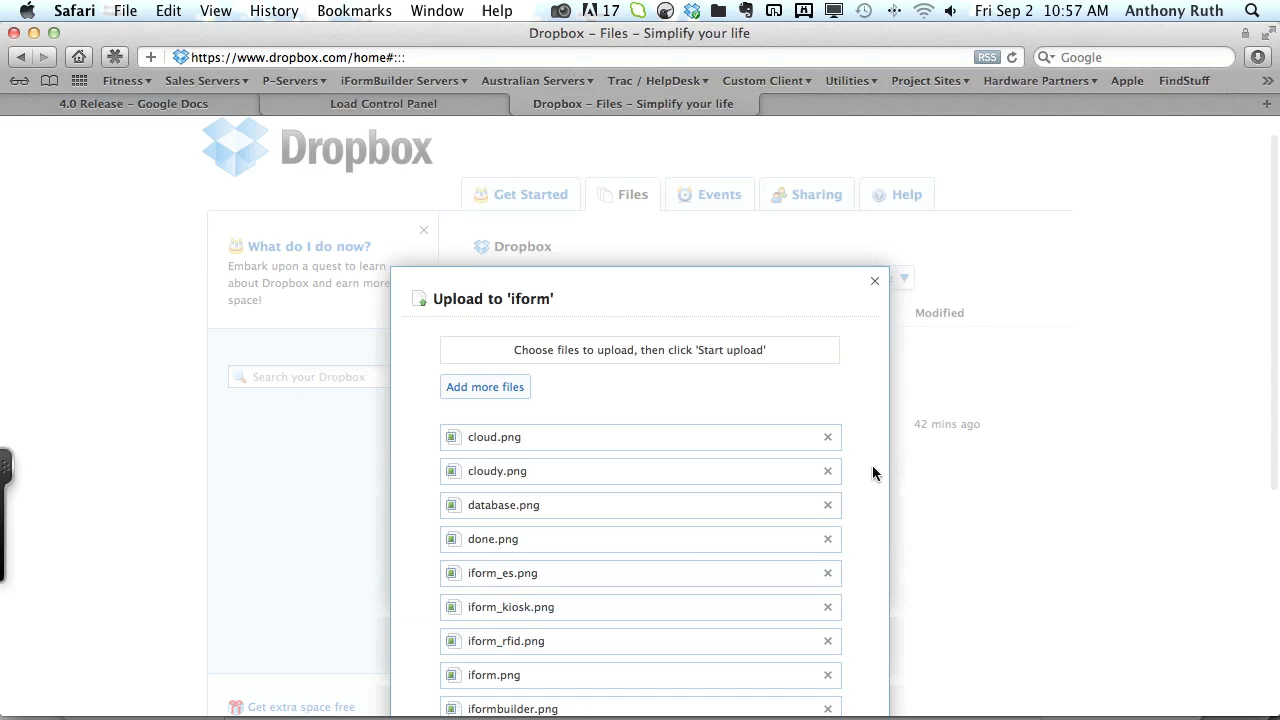 Safari File Edit View History Bookmarks Window Help 17 Fri Sep 2 10:57 AM Anthony Ruth
Dropbox – Files – Simplify your life
https://www.dropbox.com/home#::: RSS Google
Fitness Sales Servers P-Servers iFormBuilder Servers Australian Servers Trac / HelpDesk Custom Client Utilities Project Sites Hardware Partners Apple FindStuff
4.0 Release – Google Docs Load Control Panel Dropbox – Files – Simplify your life
Dropbox
Get Started Files Events Sharing Help
What do I do now?
Embark upon a quest to learn
about Dropbox and earn more
space!
Search your Dropbox
Get extra space free
Dropbox
Modified
42 mins ago
Upload to 'iform'
Choose files to upload, then click 'Start upload'
Add more files
cloud.png
cloudy.png
database.png
done.png
iform_es.png
iform_kiosk.png
iform_rfid.png
iform.png
iformbuilder.png